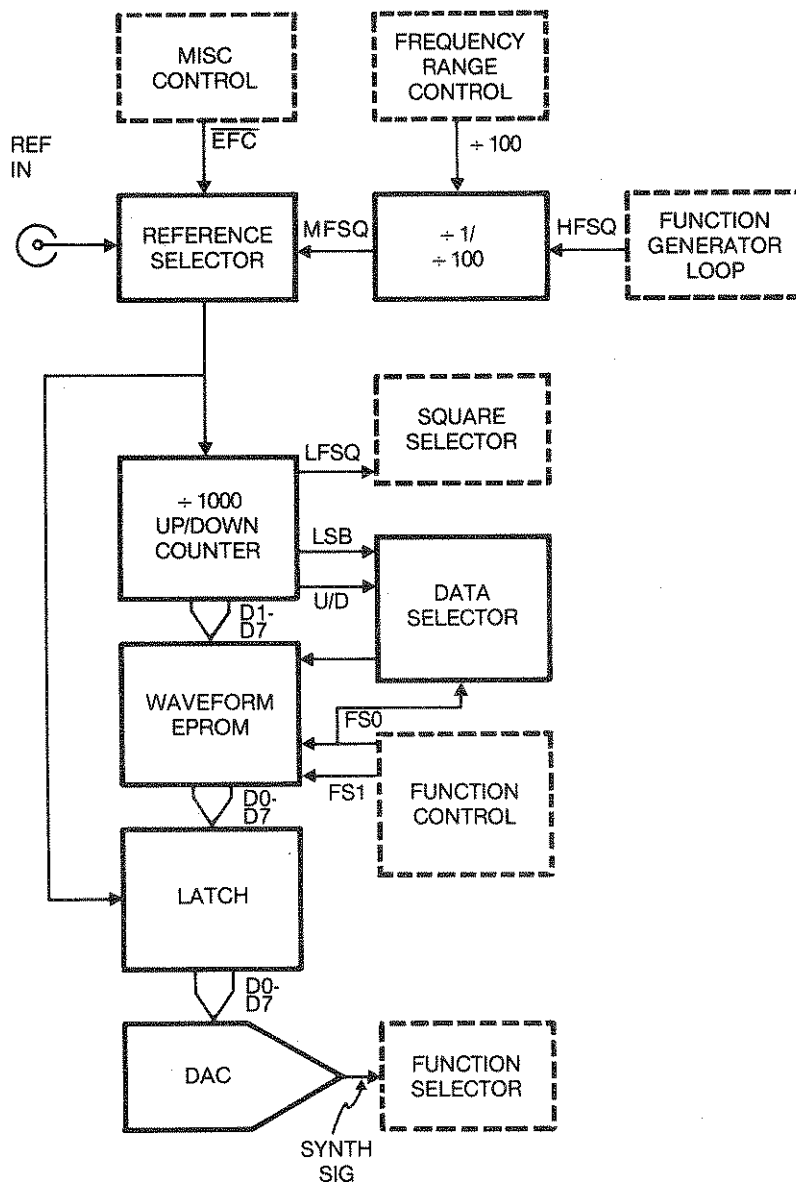 MISC
CONTROL
FREQUENCY
RANGE
CONTROL
EFC
÷ 100
REF
IN
REFERENCE
SELECTOR
MFSQ
÷ 1/
÷ 100
HFSQ
FUNCTION
GENERATOR
LOOP
SQUARE
SELECTOR
LFSQ
÷ 1000
UP/DOWN
COUNTER
LSB
U/D
DATA
SELECTOR
D1-
D7
WAVEFORM
EPROM
FS0
FS1
FUNCTION
CONTROL
D0-
D7
LATCH
D0-
D7
DAC
FUNCTION
SELECTOR
SYNTH
SIG